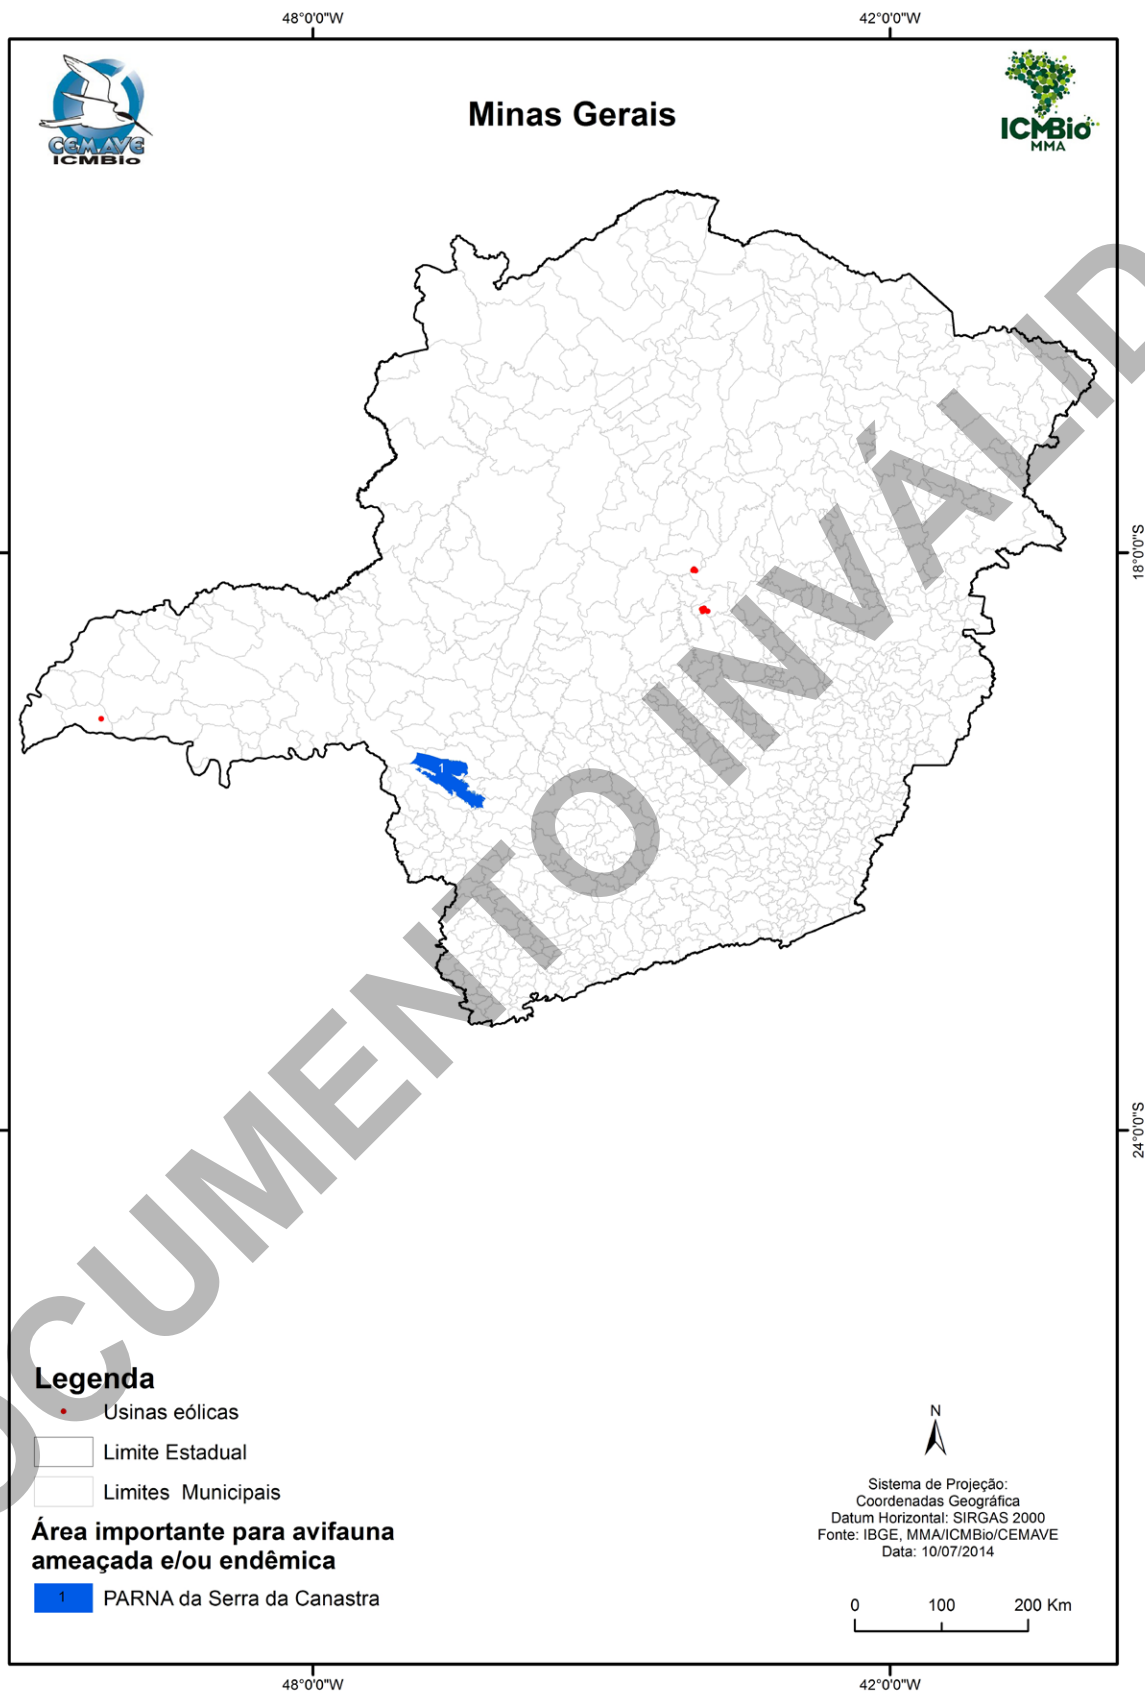 48°0'0"W
42°0'0"W
CEMAVE
ICMBio
Minas Gerais
ICMBio
MMA
18°0'0"S
1
24°0'0"S
DOCUMENTO INVÁLID
Legenda
Usinas eólicas
Limite Estadual
Limites Municipais
Área importante para avifauna
ameaçada e/ou endêmica
1
PARNA da Serra da Canastra
N
Sistema de Projeção:
Coordenadas Geográfica
Datum Horizontal: SIRGAS 2000
Fonte: IBGE, MMA/ICMBio/CEMAVE
Data: 10/07/2014
0 100 200 Km
48°0'0"W
42°0'0"W